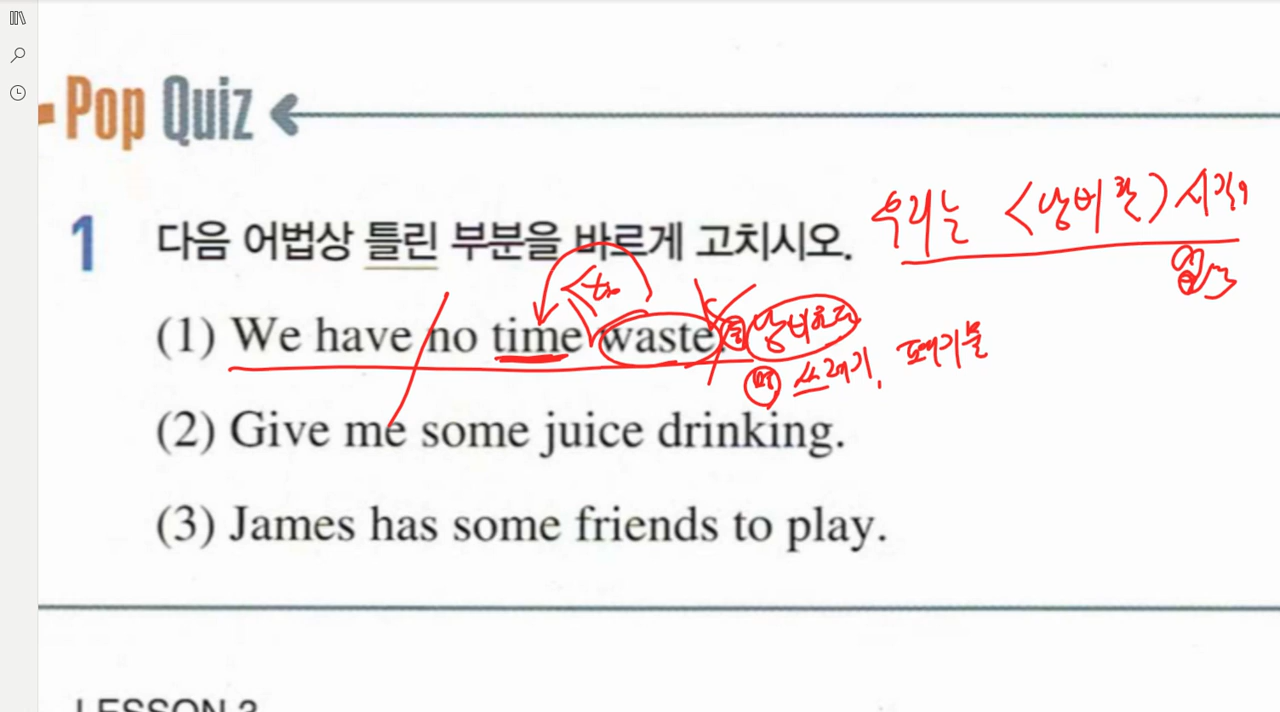 Pop Quiz
1 다음 어법상 틀린 부분을 바르게 고치시오.
우리는 <낭비할> 시간이
없다
<to
(1) We have no time waste.
동 낭비하다
명 쓰레기, 폐기물
(2) Give me some juice drinking.
(3) James has some friends to play.